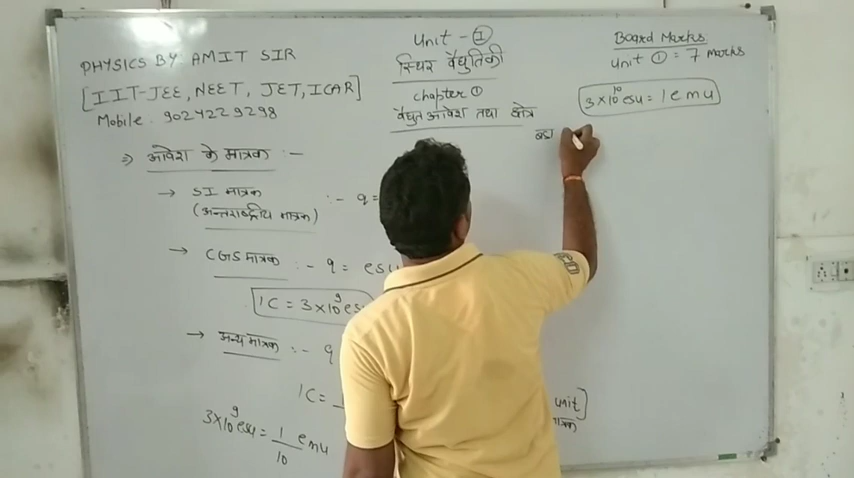 PHYSICS BY AMIT SIR
[IIT-JEE, NEET, JET, ICAR]
Mobile. 9024229298
Unit - ①
स्थिर वैद्युतिकी
chapter ①
वैद्युत आवेश तथा क्षेत्र
Board Marks:
unit ① = 7 marks
3×10¹⁰ esu = 1 emu
बड़ा
⇒ आवेश के मात्रक :-
→ SI मात्रक :- q =
(अन्तर्राष्ट्रीय मात्रक)
→ CGS मात्रक :- q = esu
1C = 3×10⁹ esu
→ अन्य मात्रक :- q
1C =
unit]
मात्रक
3×10⁹ esu = 1/10 emu